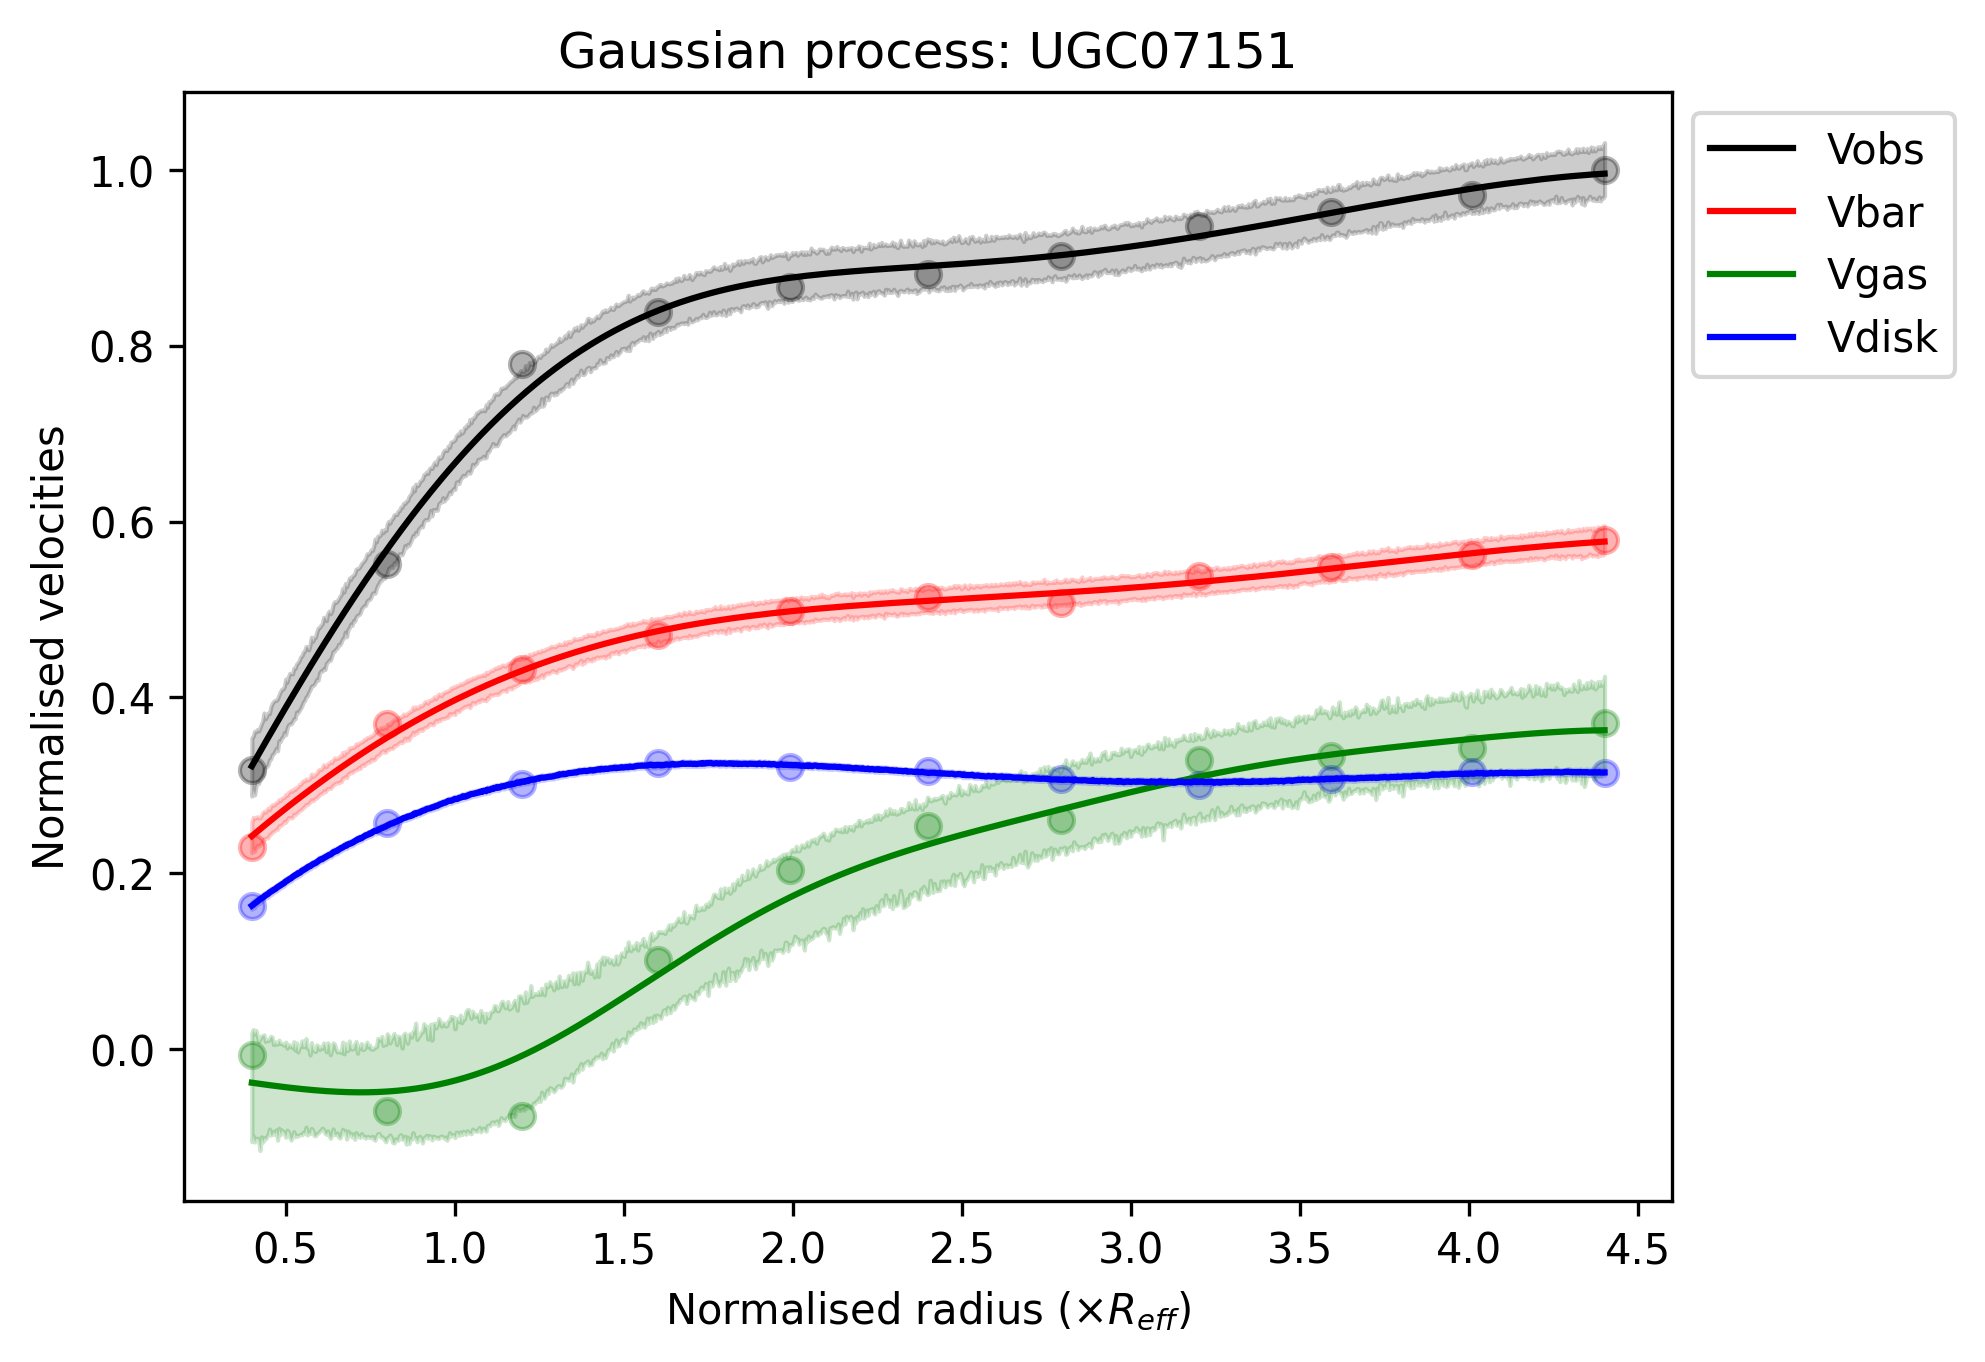 Gaussian process: UGC07151
Vobs
Vbar
Vgas
Vdisk
Normalised velocities
1.0
0.8
0.6
0.4
0.2
0.0
0.5 1.0 1.5 2.0 2.5 3.0 3.5 4.0 4.5
Normalised radius (×R_eff)